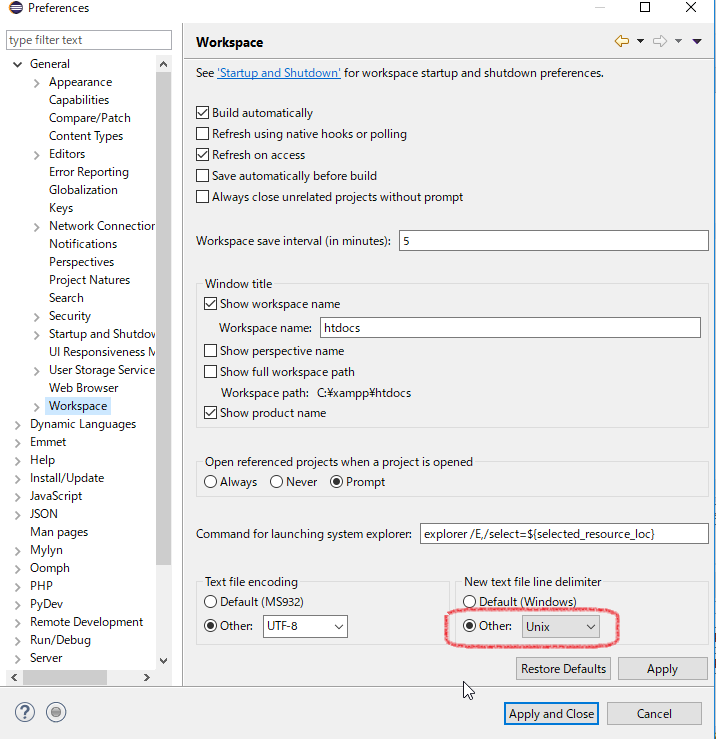 Preferences
type filter text
General
Appearance
Capabilities
Compare/Patch
Content Types
Editors
Error Reporting
Globalization
Keys
Network Connection
Notifications
Perspectives
Project Natures
Search
Security
Startup and Shutdow
UI Responsiveness M
User Storage Service
Web Browser
Workspace
Dynamic Languages
Emmet
Help
Install/Update
JavaScript
JSON
Man pages
Mylyn
Oomph
PHP
PyDev
Remote Development
Run/Debug
Server
Workspace
See 'Startup and Shutdown' for workspace startup and shutdown preferences.
Build automatically
Refresh using native hooks or polling
Refresh on access
Save automatically before build
Always close unrelated projects without prompt
Workspace save interval (in minutes): 5
Window title
Show workspace name
Workspace name: htdocs
Show perspective name
Show full workspace path
Workspace path: C:¥xampp¥htdocs
Show product name
Open referenced projects when a project is opened
Always Never Prompt
Command for launching system explorer: explorer /E,/select=${selected_resource_loc}
Text file encoding
Default (MS932)
Other: UTF-8
New text file line delimiter
Default (Windows)
Other: Unix
Restore Defaults Apply
? Apply and Close Cancel